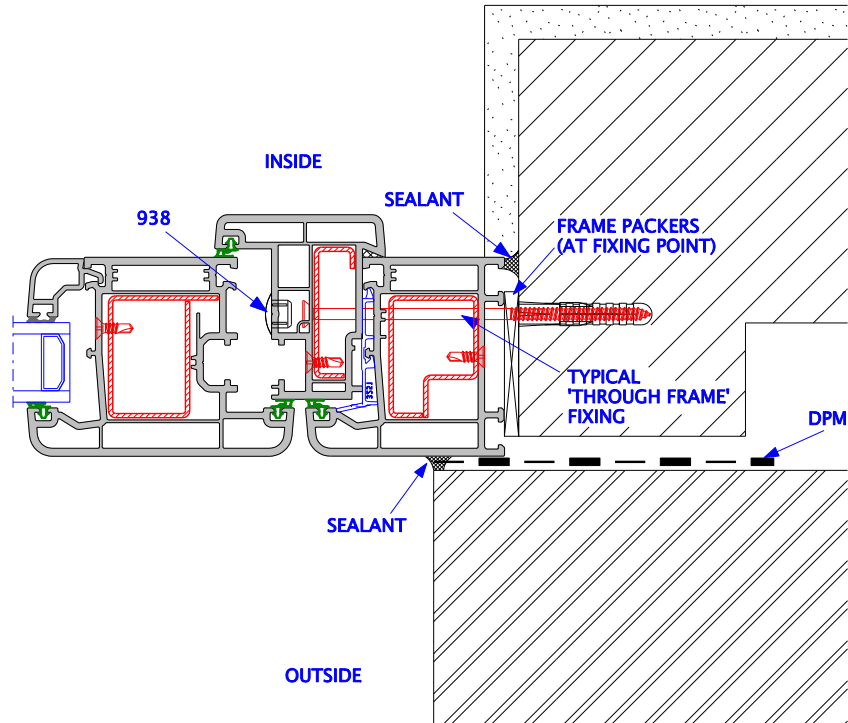 INSIDE
938
SEALANT
FRAME PACKERS
(AT FIXING POINT)
TYPICAL
'THROUGH FRAME'
FIXING
DPM
SEALANT
OUTSIDE